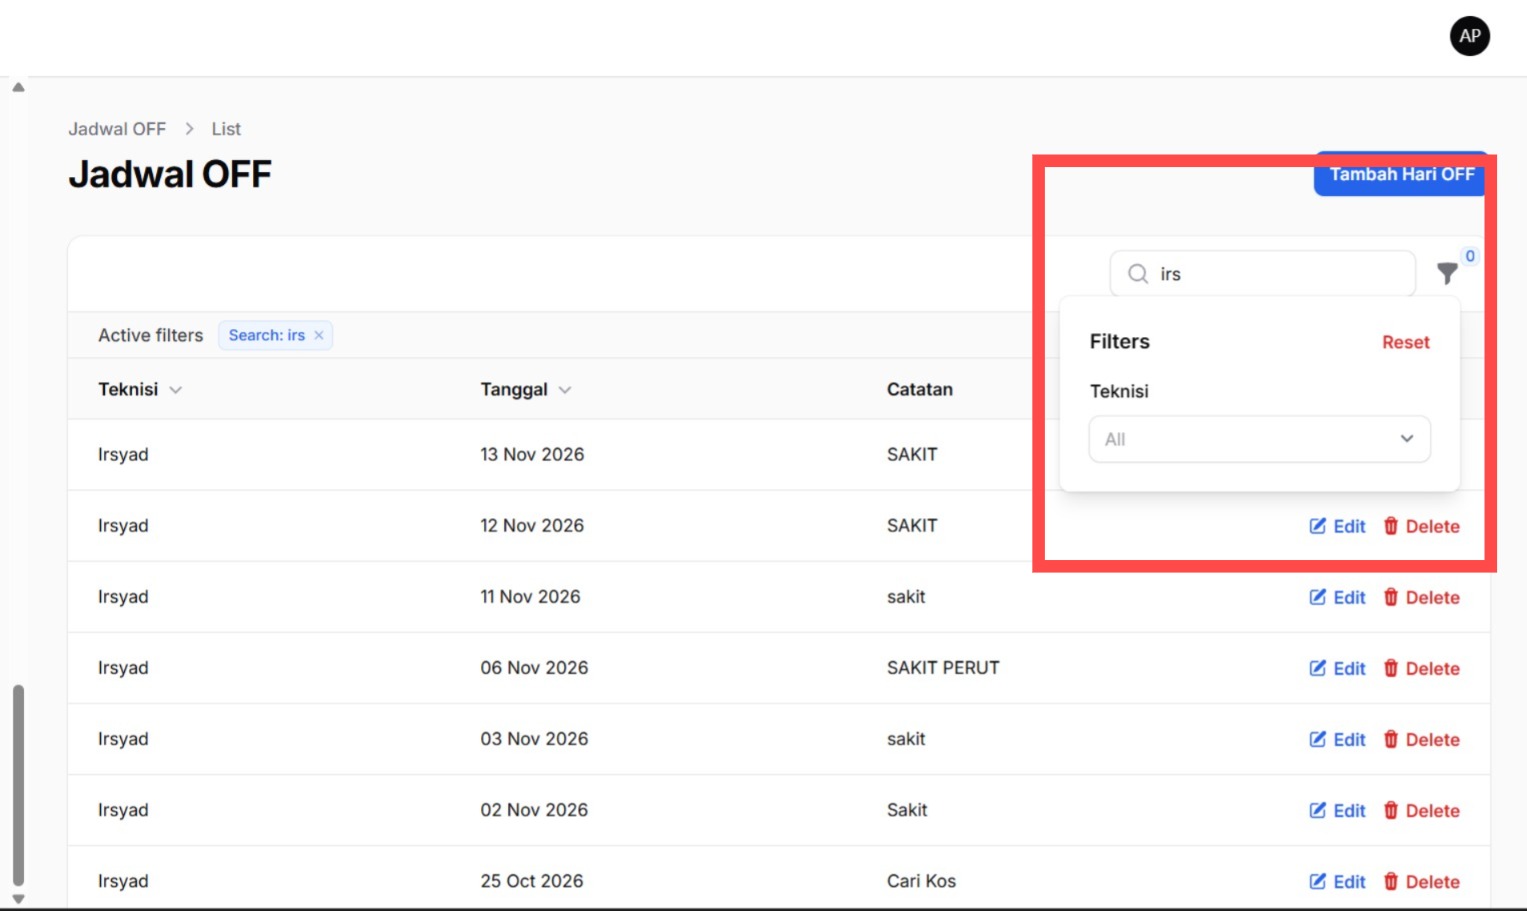 AP
Jadwal OFF > List
Jadwal OFF
Tambah Hari OFF
irs
0
Active filters Search: irs ×
Filters Reset
Teknisi
All
Teknisi Tanggal Catatan
Irsyad 13 Nov 2026 SAKIT
Irsyad 12 Nov 2026 SAKIT Edit Delete
Irsyad 11 Nov 2026 sakit Edit Delete
Irsyad 06 Nov 2026 SAKIT PERUT Edit Delete
Irsyad 03 Nov 2026 sakit Edit Delete
Irsyad 02 Nov 2026 Sakit Edit Delete
Irsyad 25 Oct 2026 Cari Kos Edit Delete